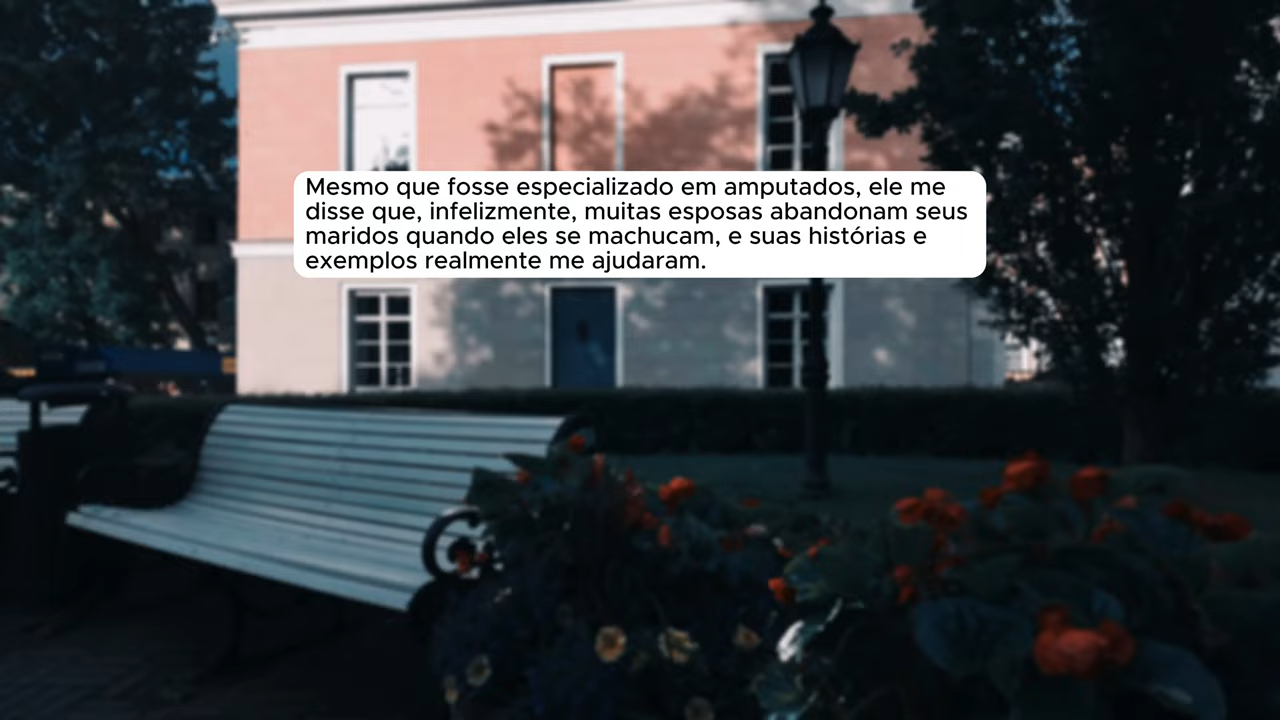 Mesmo que fosse especializado em amputados, ele me
disse que, infelizmente, muitas esposas abandonam seus
maridos quando eles se machucam, e suas histórias e
exemplos realmente me ajudaram.